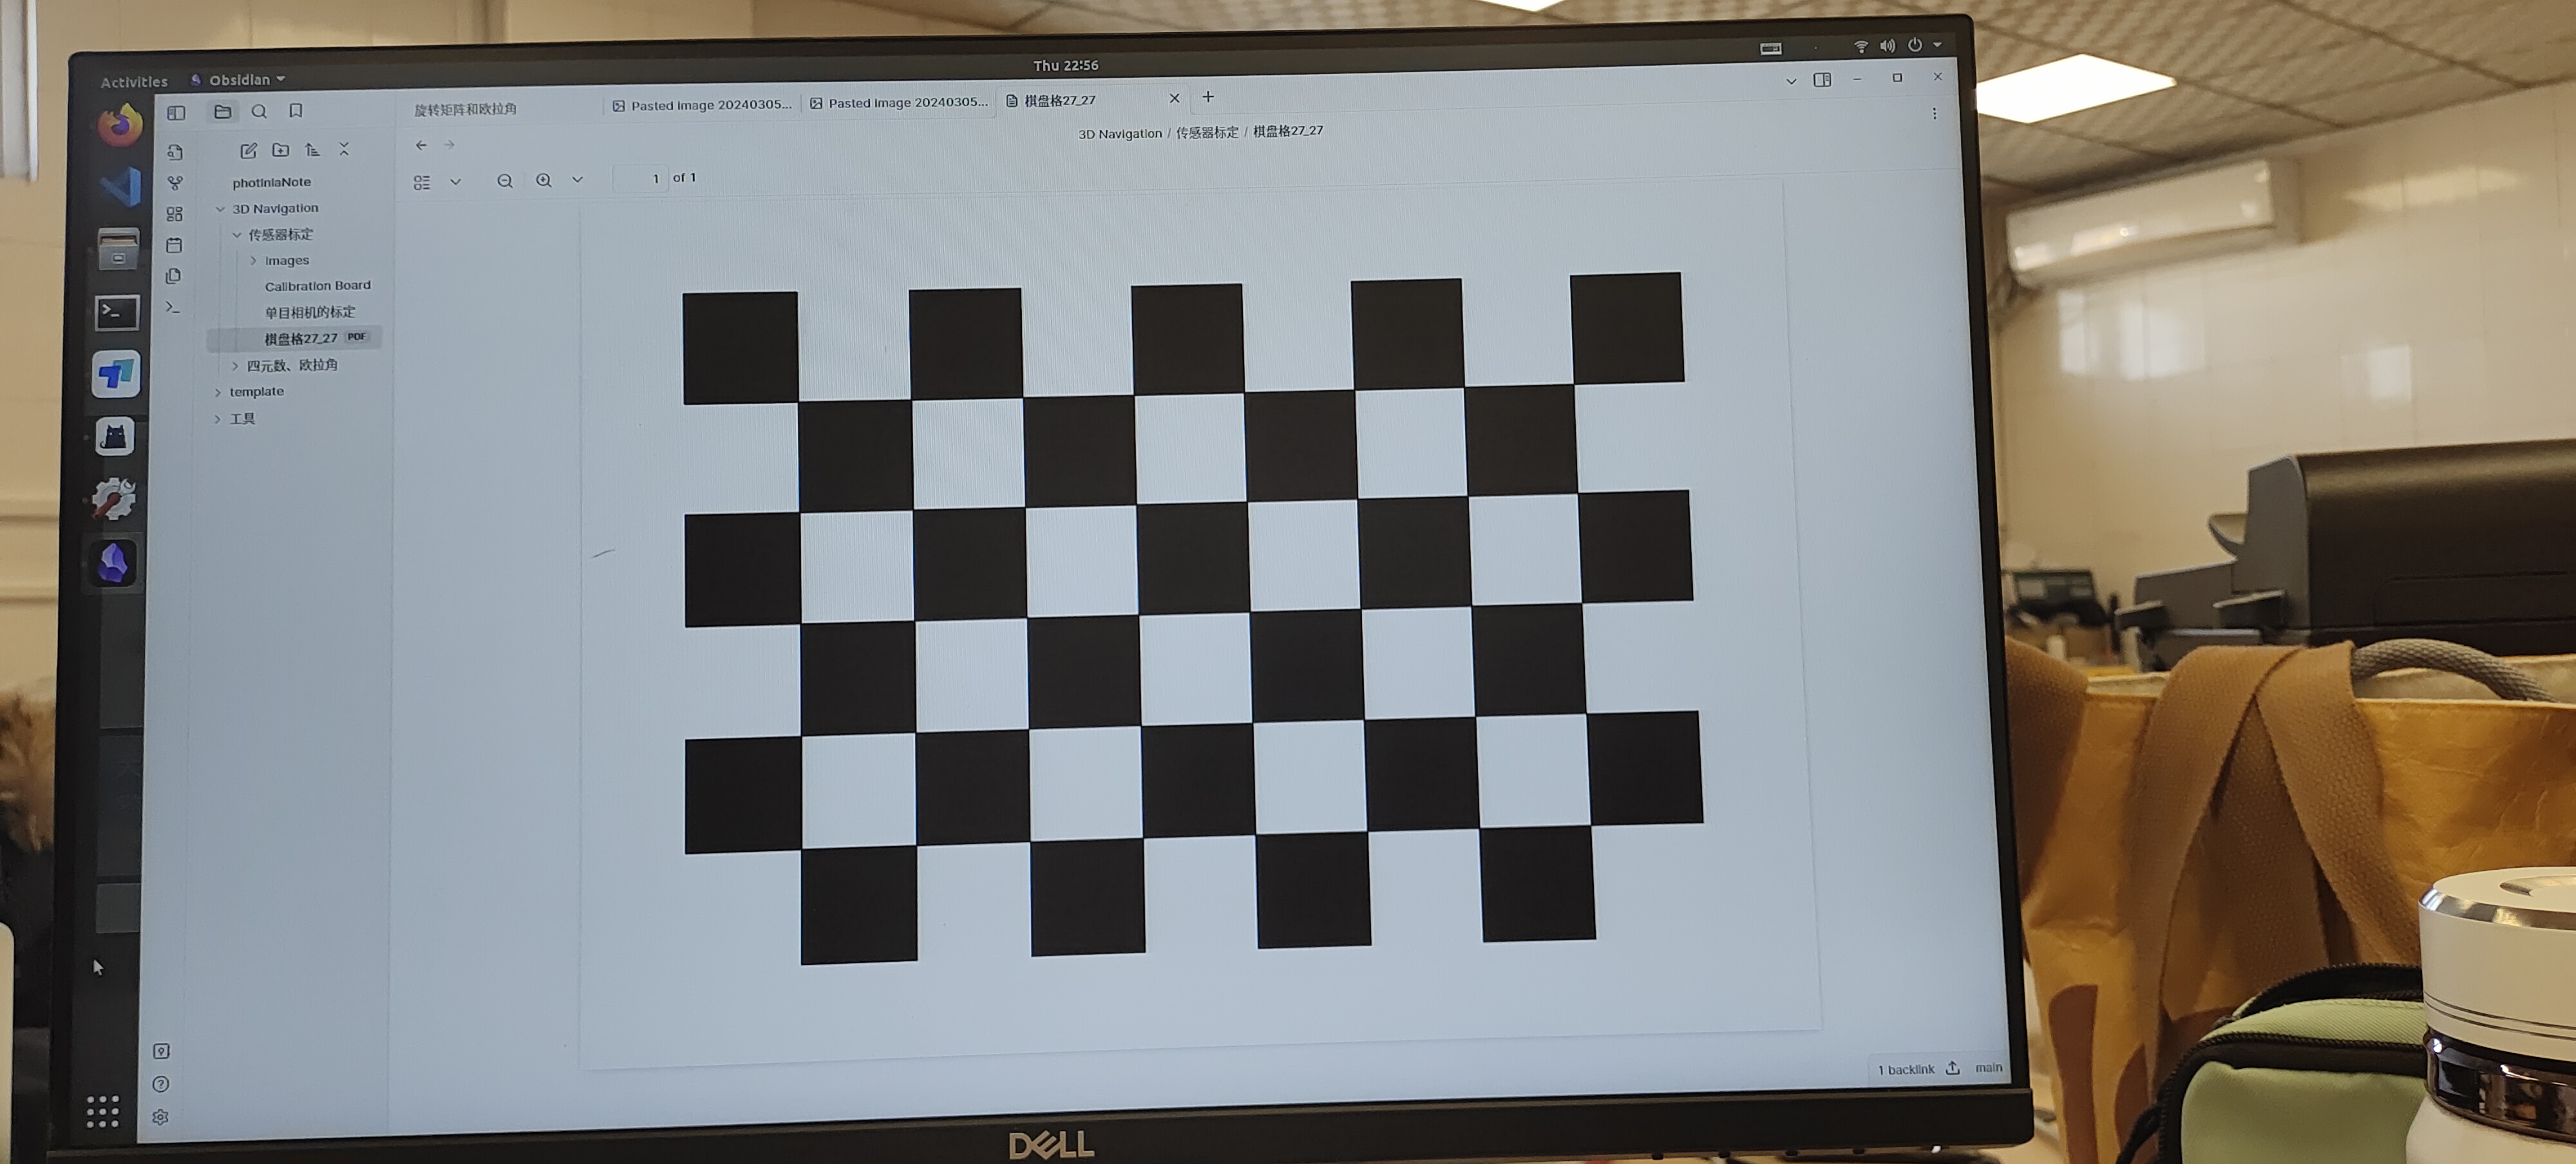 Thu 22:56
Activities
Obsidian
旋转矩阵和欧拉角
Pasted Image 20240305...
Pasted Image 20240305...
棋盘格27_27
3D Navigation / 传感器标定 / 棋盘格27_27
1 of 1
photiniaNote
3D Navigation
传感器标定
images
Calibration Board
单目相机的标定
棋盘格27_27 PDF
四元数、欧拉角
template
工具
1 backlink
main
DELL